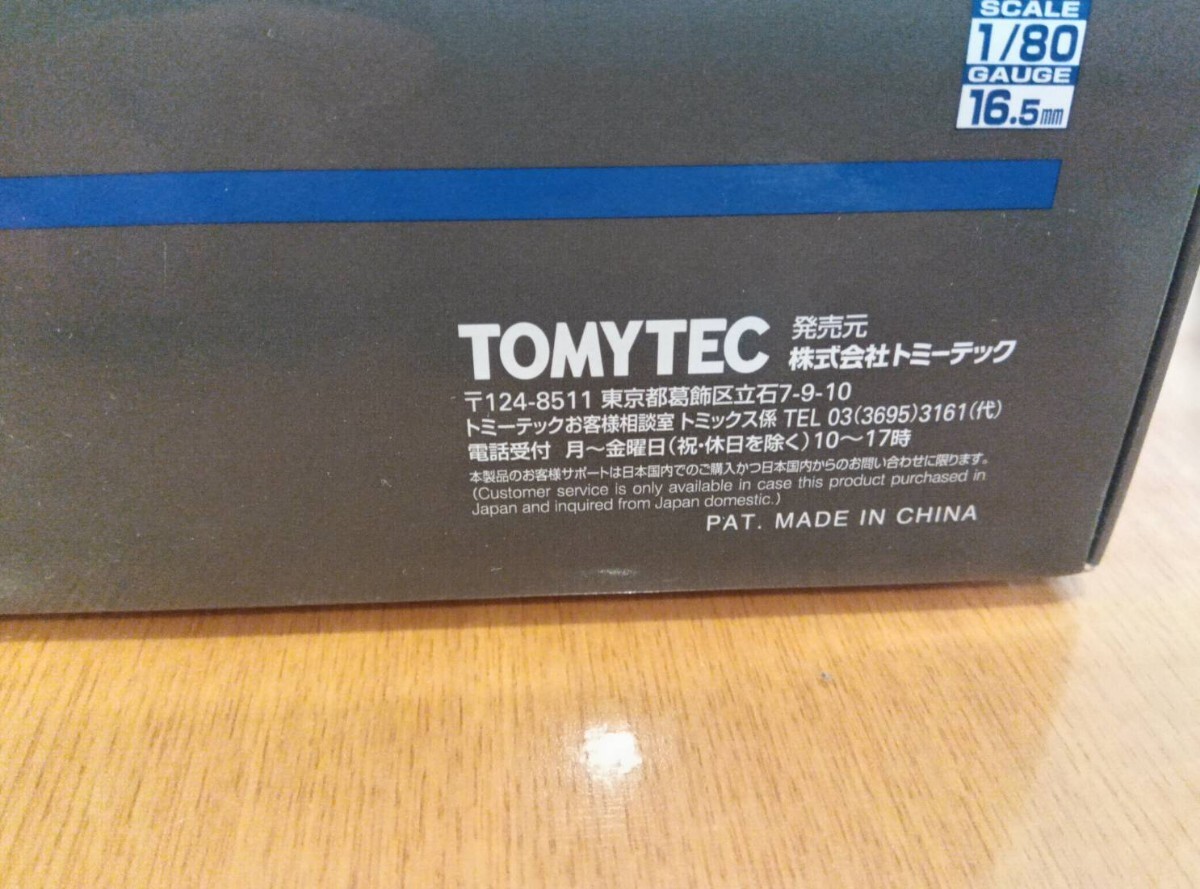 SCALE
1/80
GAUGE
16.5mm
TOMYTEC 発売元
株式会社トミーテック
〒124-8511 東京都葛飾区立石7-9-10
トミーテックお客様相談室 トミックス係 TEL 03(3695)3161(代)
電話受付 月〜金曜日(祝・休日を除く)10〜17時
本製品のお客様サポートは日本国内でのご購入かつ日本国内からのお問い合わせに限ります。
(Customer service is only available in case this product purchased in
Japan and inquired from Japan domestic.)
PAT. MADE IN CHINA